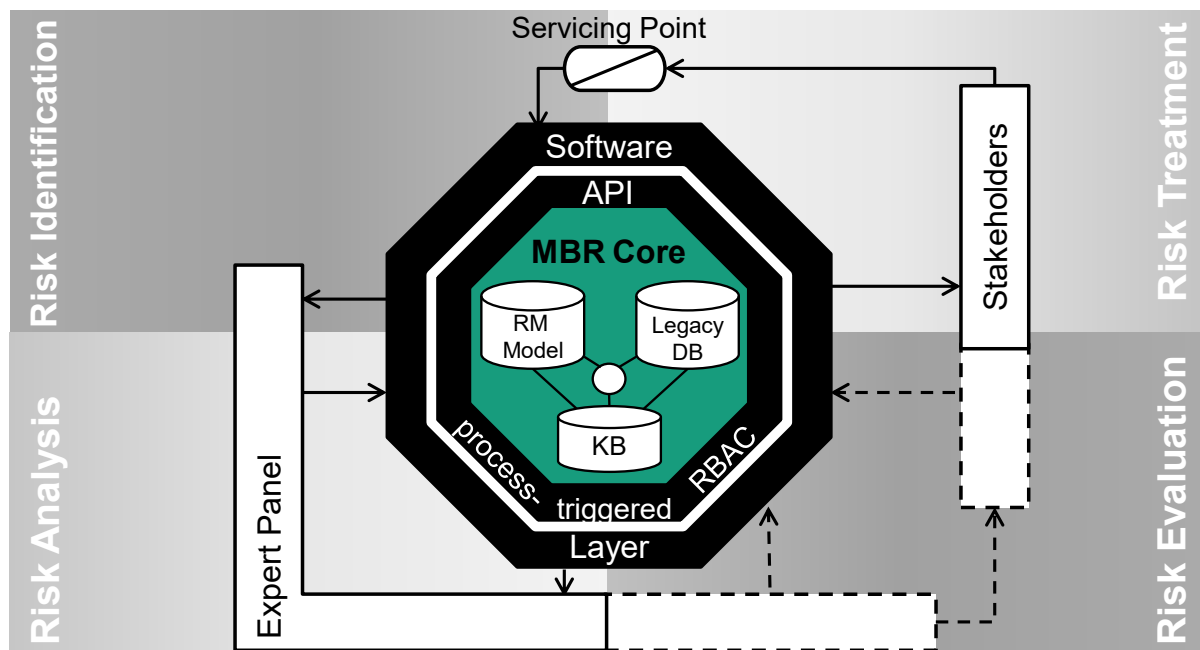 Servicing Point
Risk Identification
Risk Treatment
Software
API
MBR Core
RM
Model
Legacy
DB
KB
process-
triggered
RBAC
Layer
Stakeholders
Expert Panel
Risk Analysis
Risk Evaluation